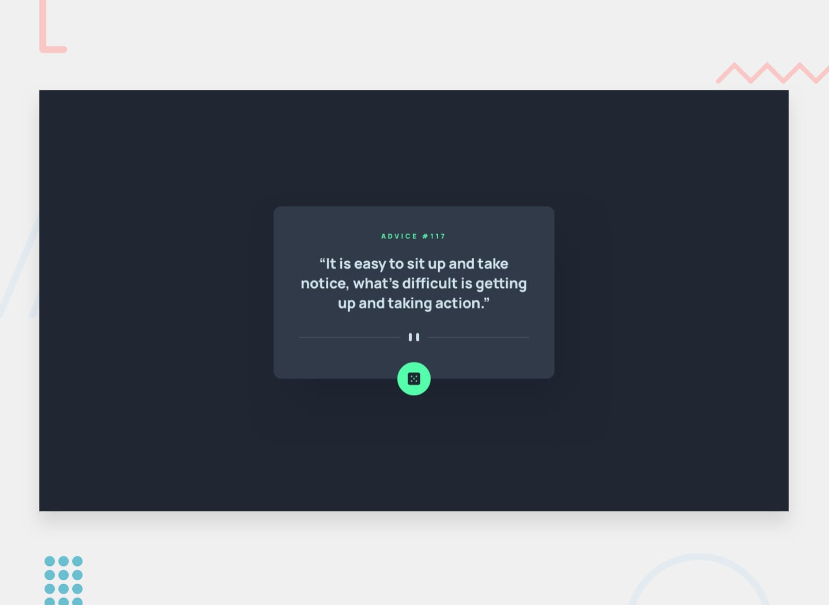 ADVICE #117
“It is easy to sit up and take
notice, what's difficult is getting
up and taking action.”